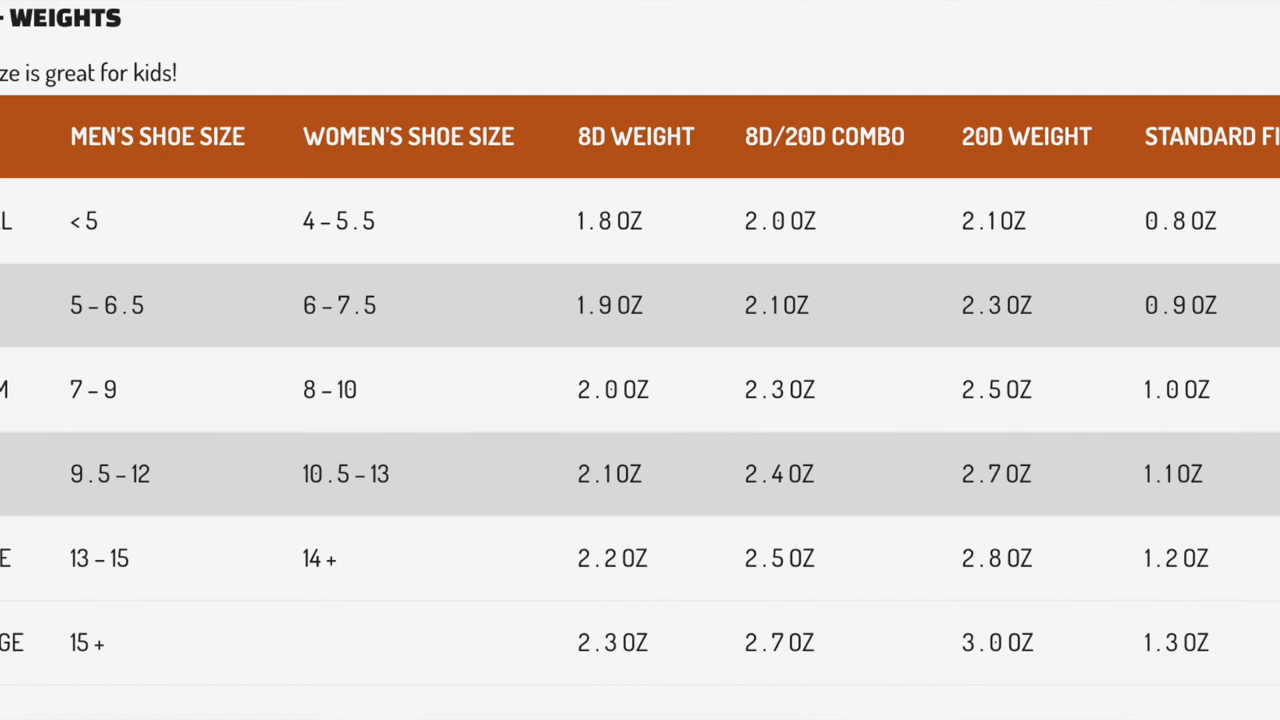 - WEIGHTS
ze is great for kids!
MEN'S SHOE SIZE WOMEN'S SHOE SIZE 8D WEIGHT 8D/20D COMBO 20D WEIGHT STANDARD FI
L < 5 4 – 5.5 1.8 OZ 2.0 OZ 2.1 OZ 0.8 OZ
5 – 6.5 6 – 7.5 1.9 OZ 2.1 OZ 2.3 OZ 0.9 OZ
M 7 – 9 8 – 10 2.0 OZ 2.3 OZ 2.5 OZ 1.0 OZ
9.5 – 12 10.5 – 13 2.1 OZ 2.4 OZ 2.7 OZ 1.1 OZ
E 13 – 15 14 + 2.2 OZ 2.5 OZ 2.8 OZ 1.2 OZ
GE 15 + 2.3 OZ 2.7 OZ 3.0 OZ 1.3 OZ